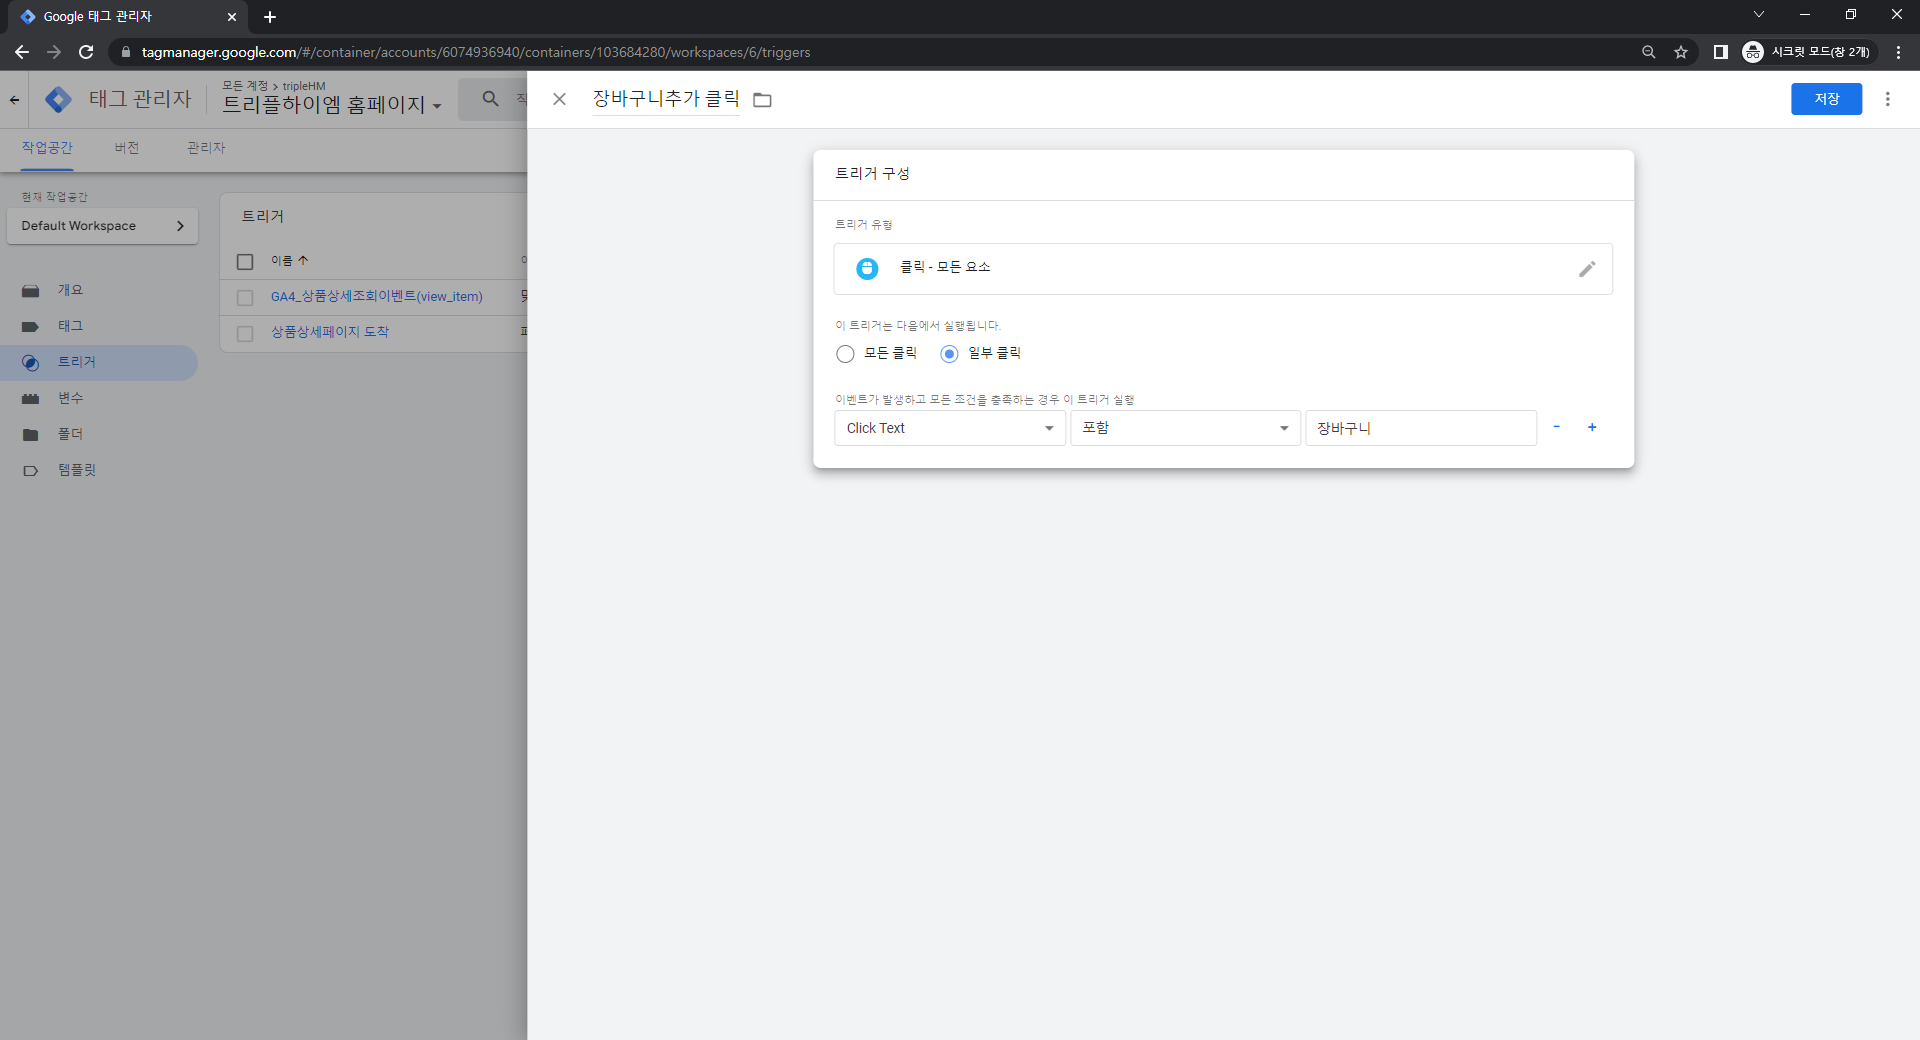 Google 태그 관리자
tagmanager.google.com/#/container/accounts/6074936940/containers/103684280/workspaces/6/triggers
시크릿 모드(창 2개)
태그 관리자
모든 계정 > tripleHM
트리플하이엠 홈페이지
장바구니추가 클릭
저장
작업공간
버전
관리자
현재 작업공간
Default Workspace
개요
태그
트리거
변수
폴더
템플릿
트리거
이름
GA4_상품상세조회이벤트(view_item)
상품상세페이지 도착
트리거 구성
트리거 유형
클릭 - 모든 요소
이 트리거는 다음에서 실행됩니다.
모든 클릭
일부 클릭
이벤트가 발생하고 모든 조건을 충족하는 경우 이 트리거 실행
Click Text
포함
장바구니
-
+